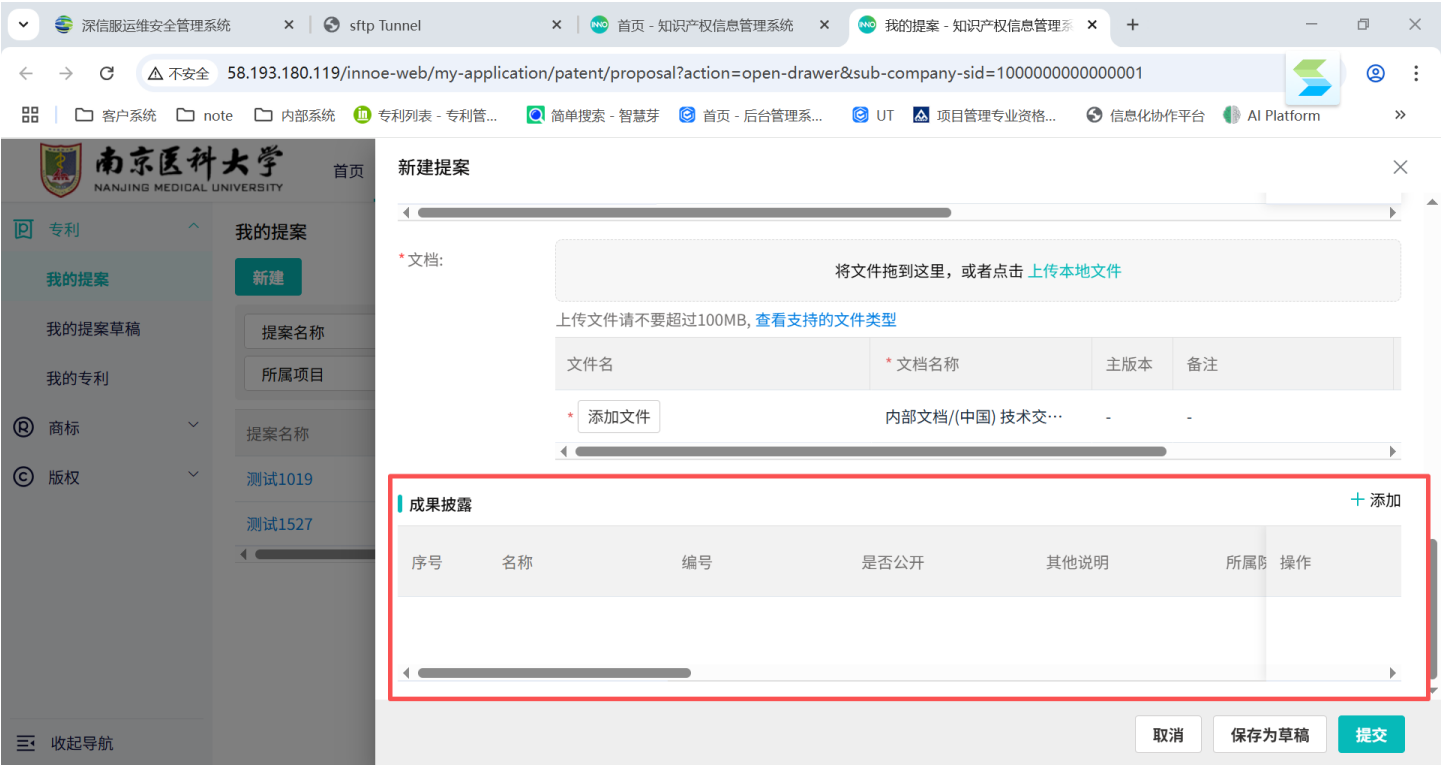 深信服运维安全管理系统
sftp Tunnel
首页 - 知识产权信息管理系统
我的提案 - 知识产权信息管理系
不安全
58.193.180.119/innoe-web/my-application/patent/proposal?action=open-drawer&sub-company-sid=1000000000000001
客户系统
note
内部系统
专利列表 - 专利管...
简单搜索 - 智慧芽
首页 - 后台管理系...
UT
项目管理专业资格...
信息化协作平台
AI Platform
»
南京医科大学
NANJING MEDICAL UNIVERSITY
首页
专利
我的提案
我的提案草稿
我的专利
商标
版权
收起导航
我的提案
新建
提案名称
所属项目
提案名称
测试1019
测试1527
新建提案
* 文档:
将文件拖到这里，或者点击 上传本地文件
上传文件请不要超过100MB, 查看支持的文件类型
文件名 * 文档名称 主版本 备注
* 添加文件 内部文档/(中国) 技术交… - -
成果披露
+ 添加
序号 名称 编号 是否公开 其他说明 所属院 操作
取消 保存为草稿 提交